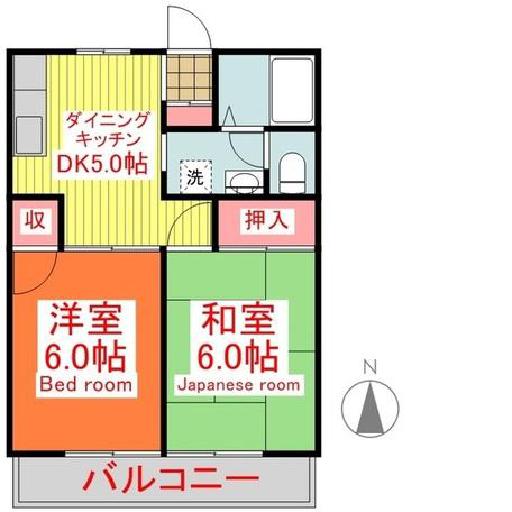 ダイニング
キッチン
DK5.0帖
洗
収
押入
洋室
6.0帖
Bed room
和室
6.0帖
Japanese room
N
バルコニー